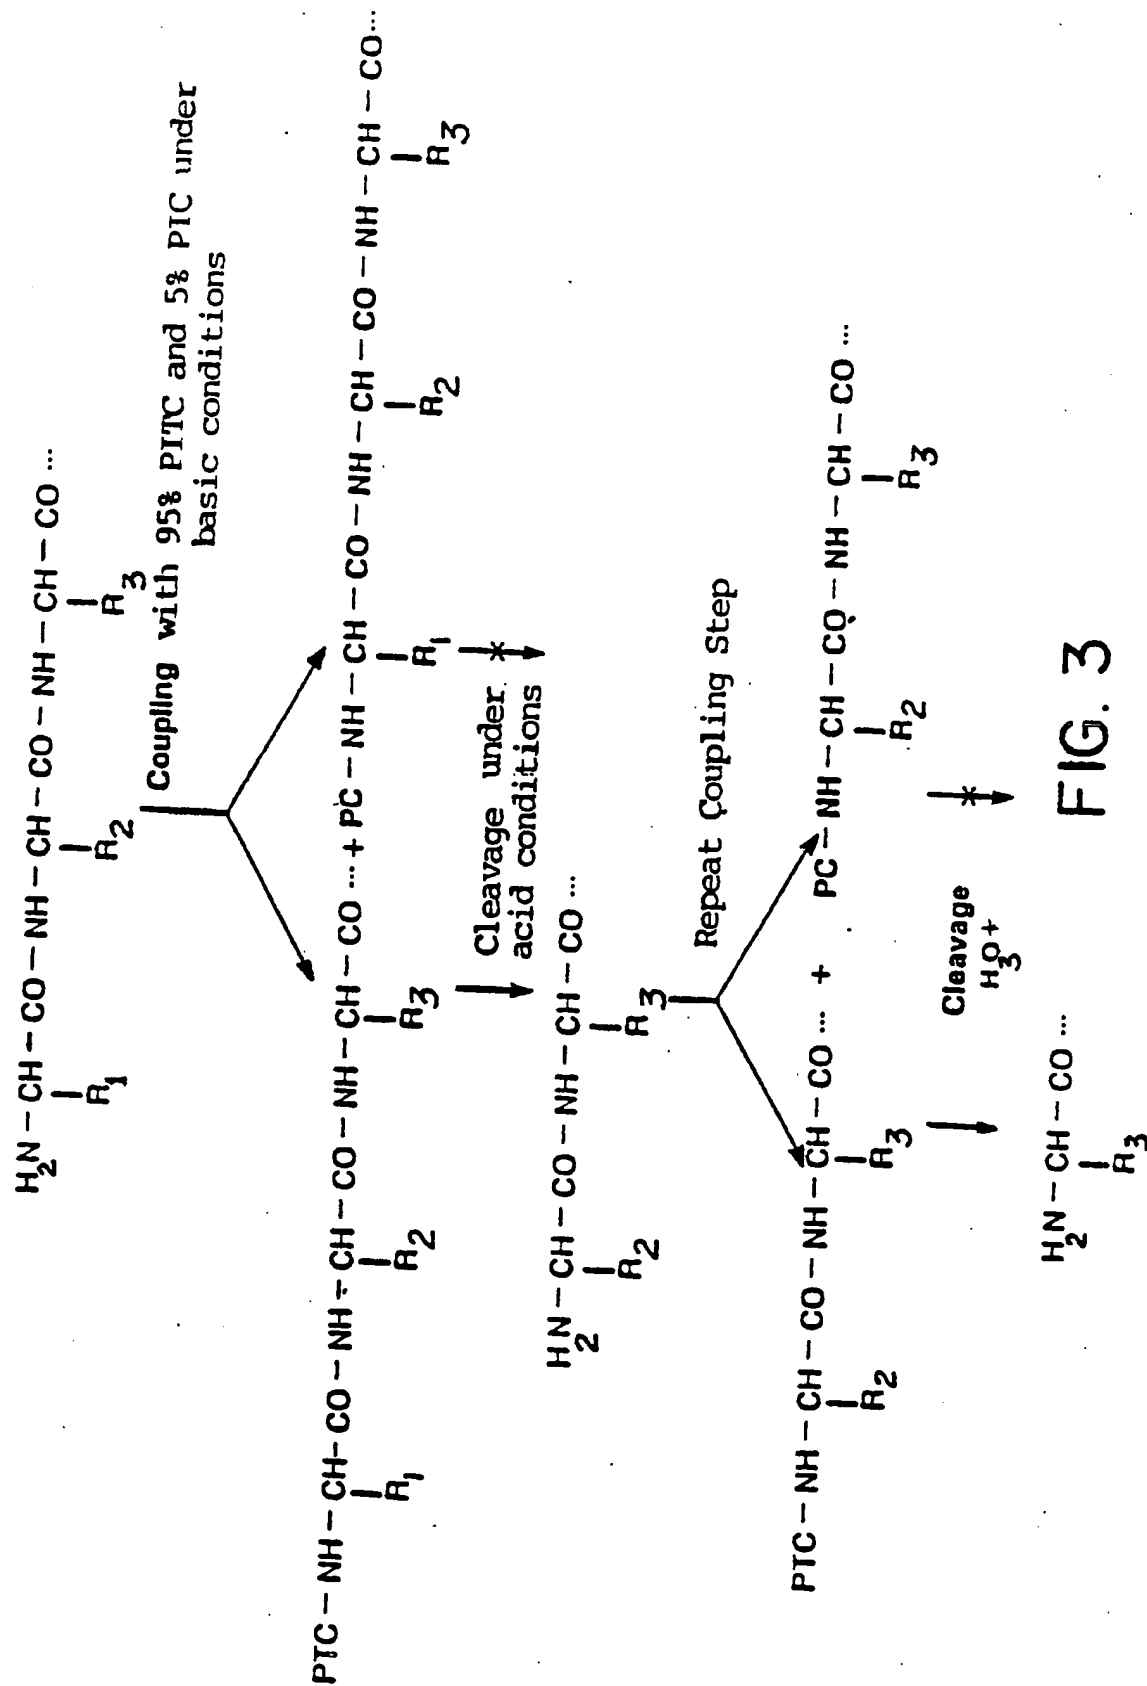 H2N-CH-CO-NH-CH-CO-NH-CH-CO...
R1 R2 R3
Coupling with 95% PITC and 5% PIC under
basic conditions
PTC-NH-CH-CO-NH-CH-CO-NH-CH-CO...+PC-NH-CH-CO-NH-CH-CO-NH-CH-CO...
R1 R2 R3 R1 R2 R3
Cleavage under
acid conditions
H2N-CH-CO-NH-CH-CO...
R2 R3
Repeat Coupling Step
PTC-NH-CH-CO-NH-CH-CO... + PC-NH-CH-CO-NH-CH-CO...
R2 R3 R2 R3
Cleavage
H3O+
H2N-CH-CO...
R3
FIG. 3